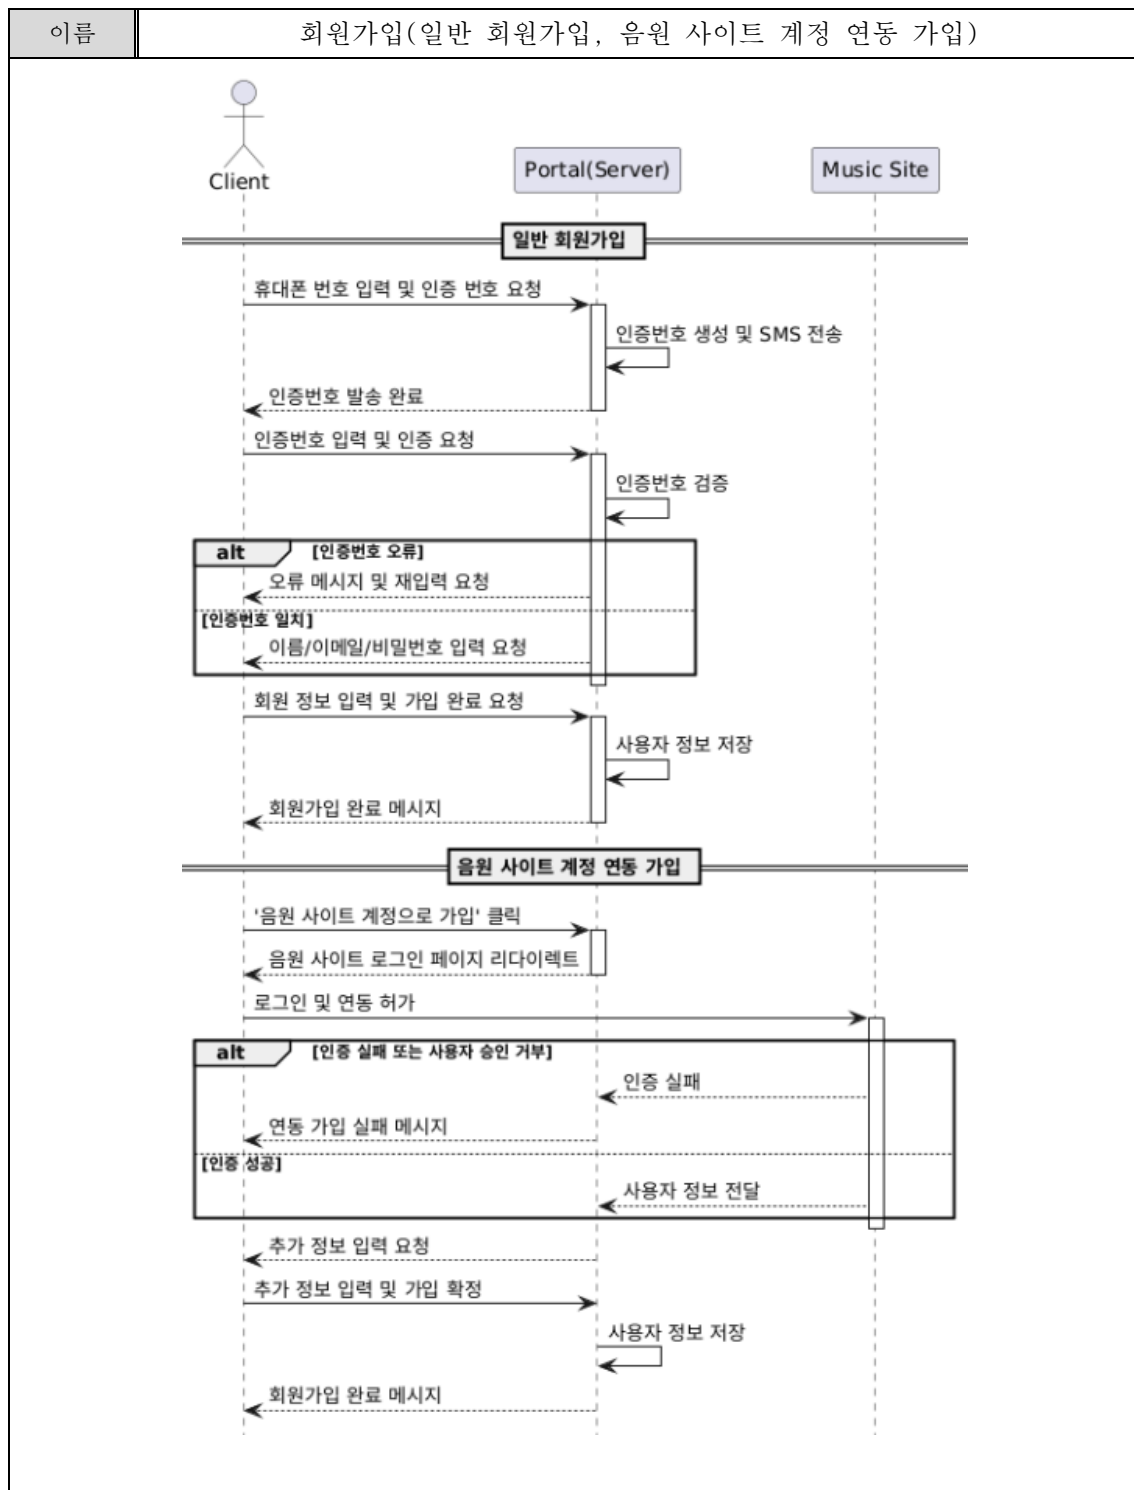 이름
회원가입(일반 회원가입, 음원 사이트 계정 연동 가입)
Client
Portal(Server)
Music Site
일반 회원가입
휴대폰 번호 입력 및 인증 번호 요청
인증번호 생성 및 SMS 전송
인증번호 발송 완료
인증번호 입력 및 인증 요청
인증번호 검증
alt
[인증번호 오류]
오류 메시지 및 재입력 요청
[인증번호 일치]
이름/이메일/비밀번호 입력 요청
회원 정보 입력 및 가입 완료 요청
사용자 정보 저장
회원가입 완료 메시지
음원 사이트 계정 연동 가입
'음원 사이트 계정으로 가입' 클릭
음원 사이트 로그인 페이지 리다이렉트
로그인 및 연동 허가
alt
[인증 실패 또는 사용자 승인 거부]
인증 실패
연동 가입 실패 메시지
[인증 성공]
사용자 정보 전달
추가 정보 입력 요청
추가 정보 입력 및 가입 확정
사용자 정보 저장
회원가입 완료 메시지